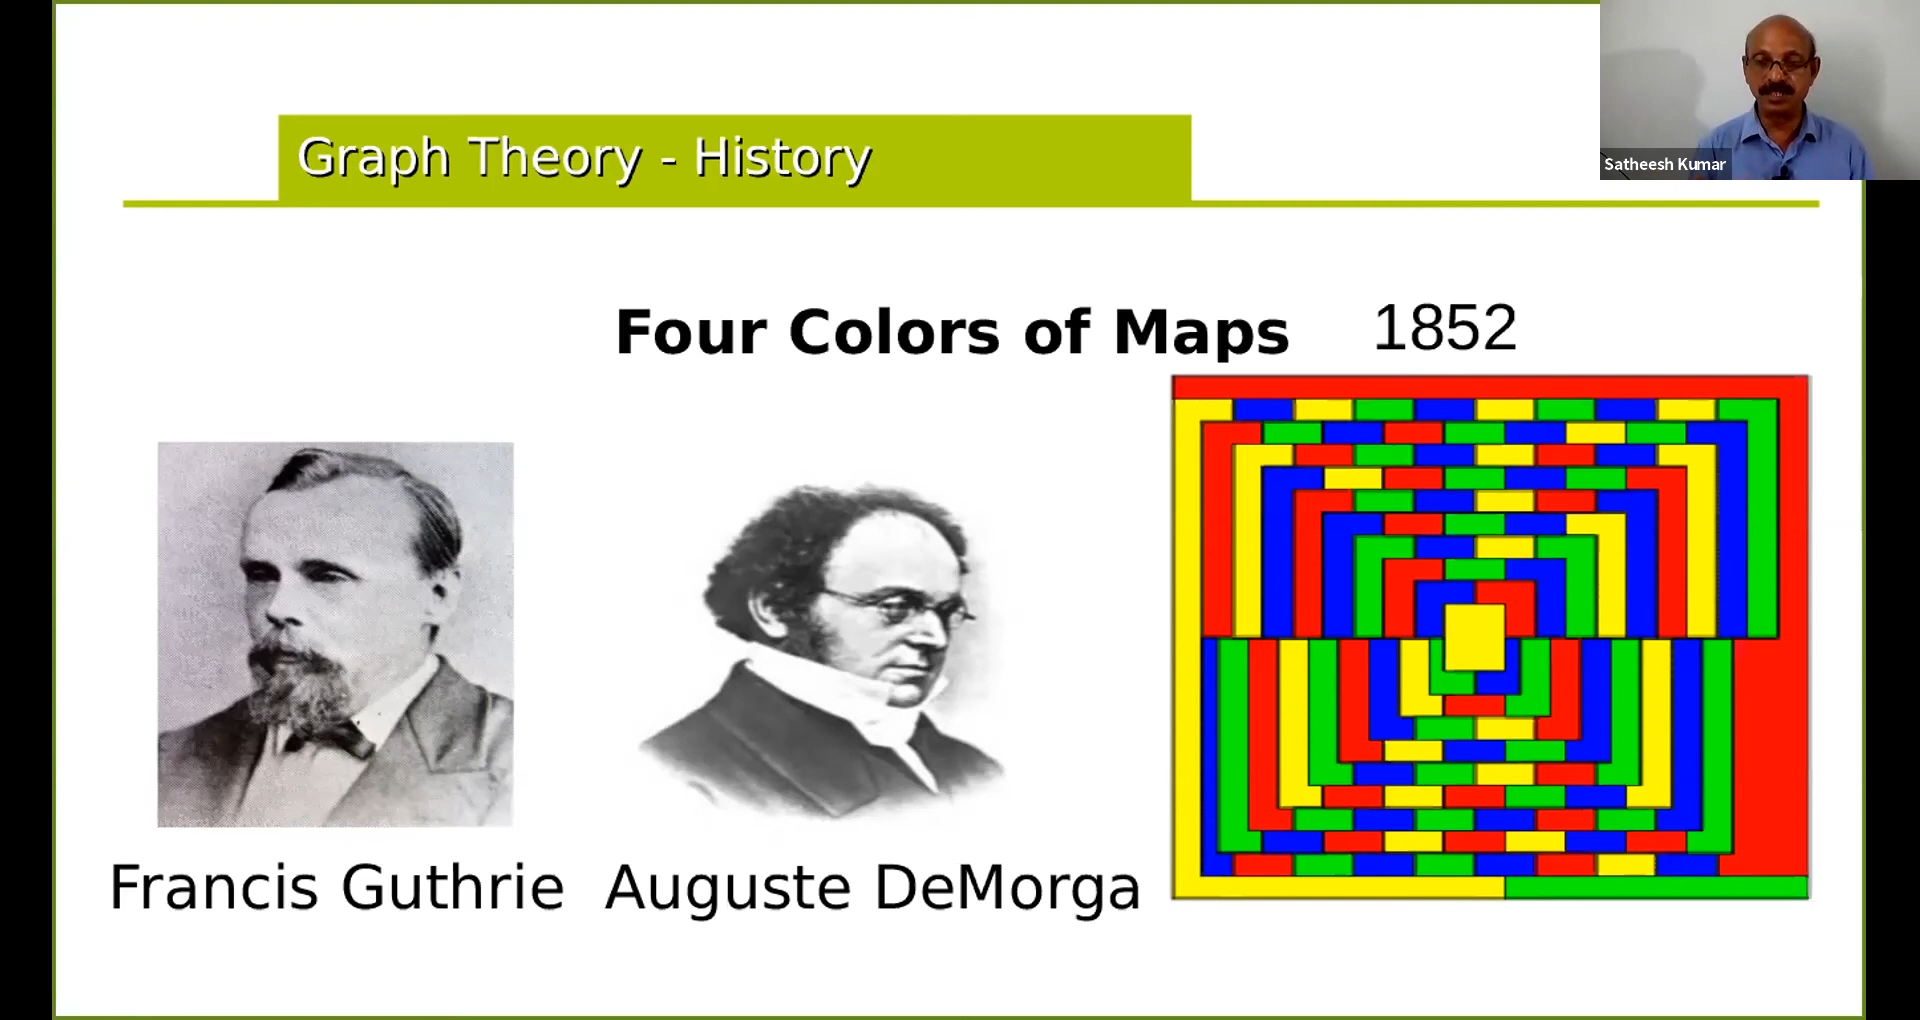 Graph Theory - History
Satheesh Kumar
Four Colors of Maps 1852
Francis Guthrie Auguste DeMorga